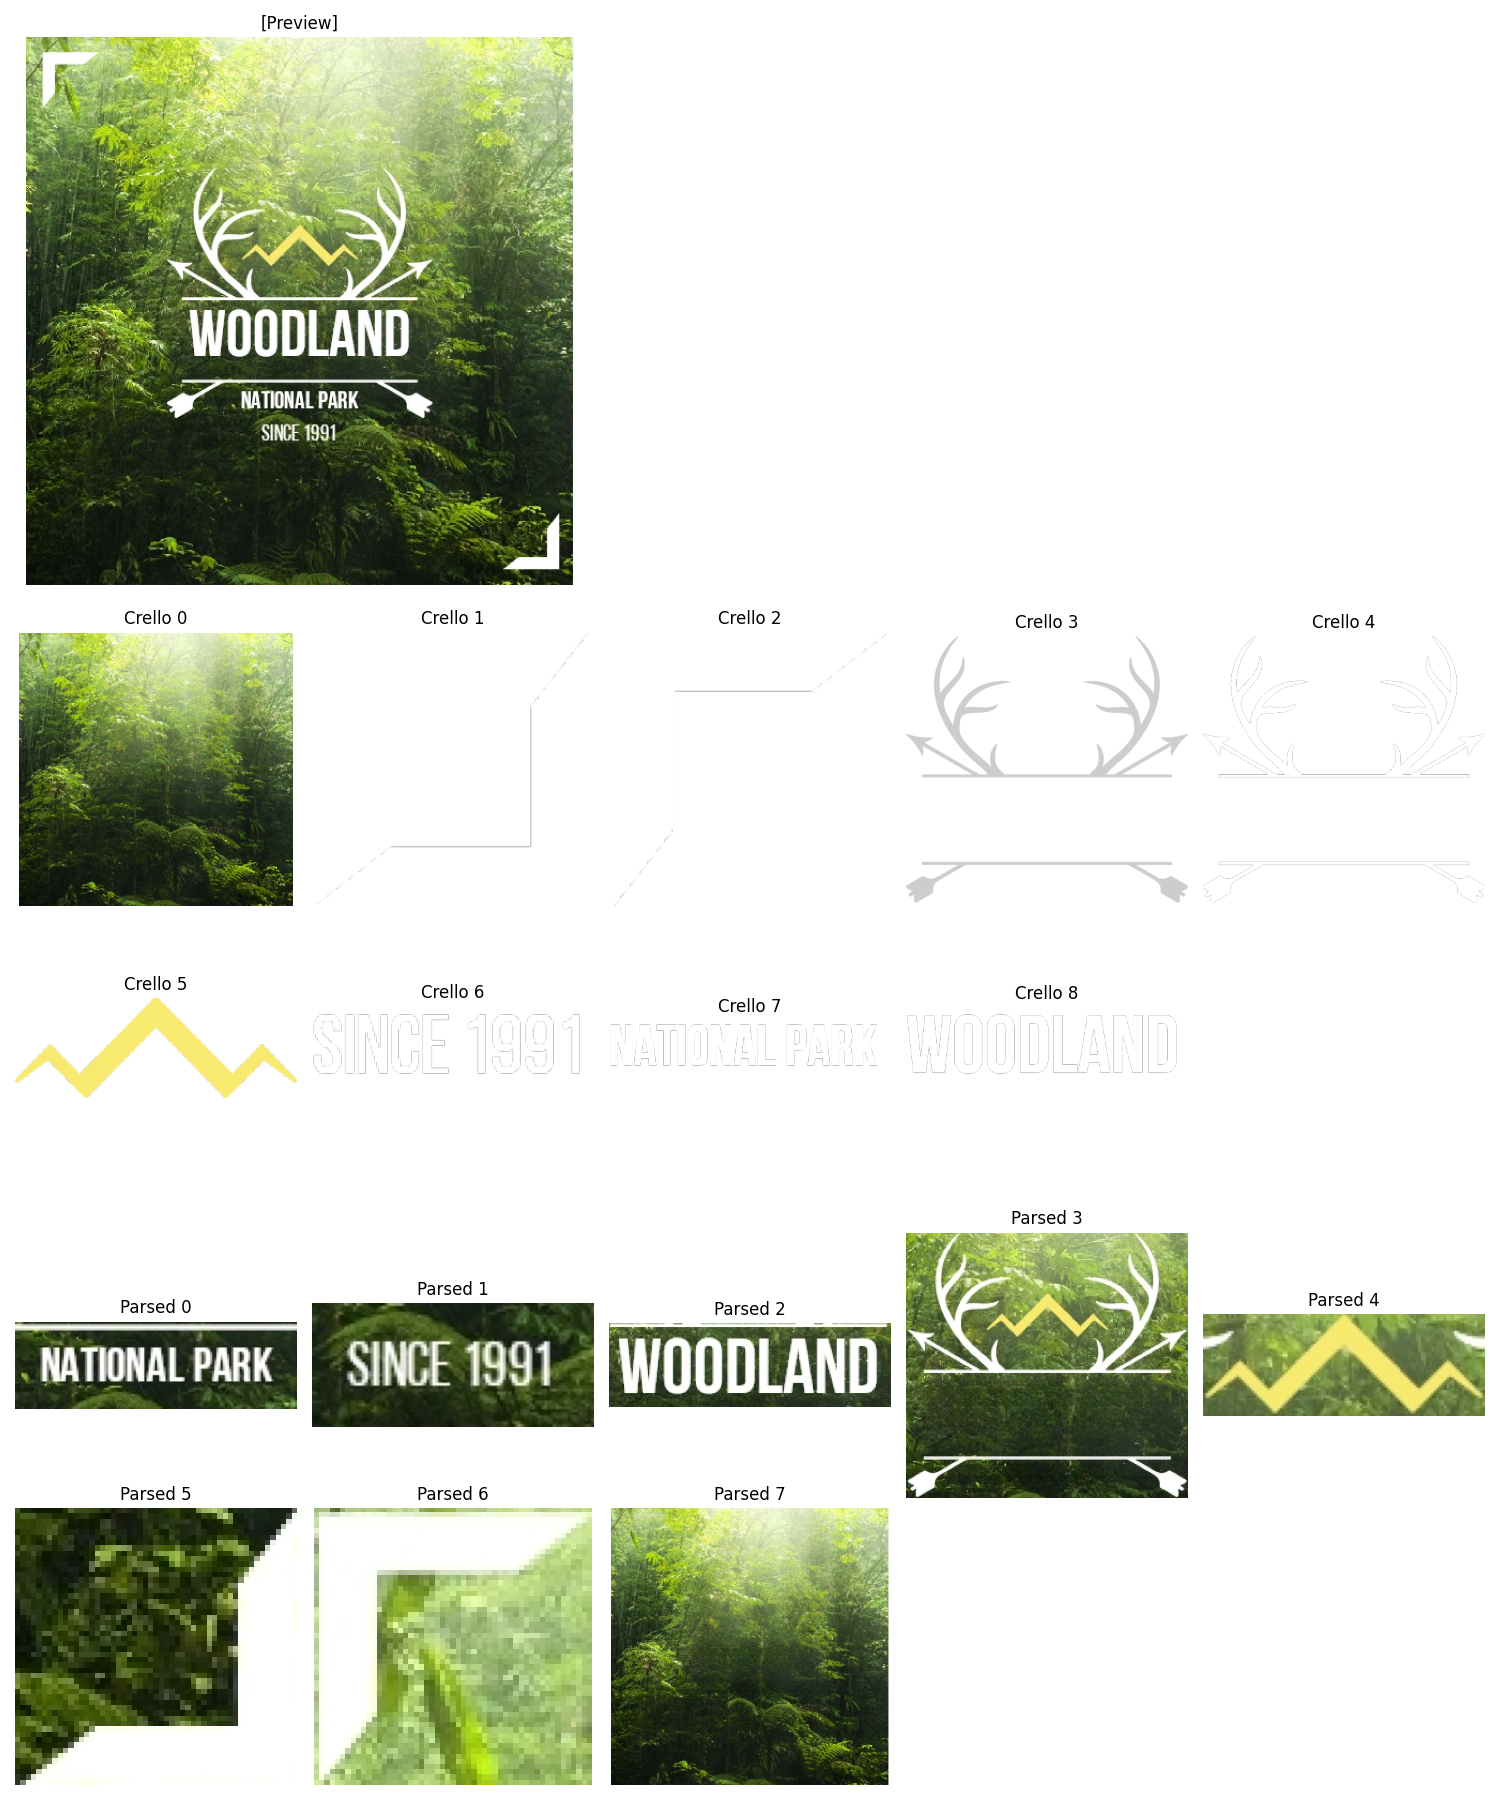 [Preview]
WOODLAND
NATIONAL PARK
SINCE 1991
Crello 0
Crello 1
Crello 2
Crello 3
Crello 4
Crello 5
Crello 6
Crello 7
Crello 8
SINCE 1991
NATIONAL PARK
WOODLAND
Parsed 0
Parsed 1
Parsed 2
Parsed 3
Parsed 4
NATIONAL PARK
SINCE 1991
WOODLAND
Parsed 5
Parsed 6
Parsed 7